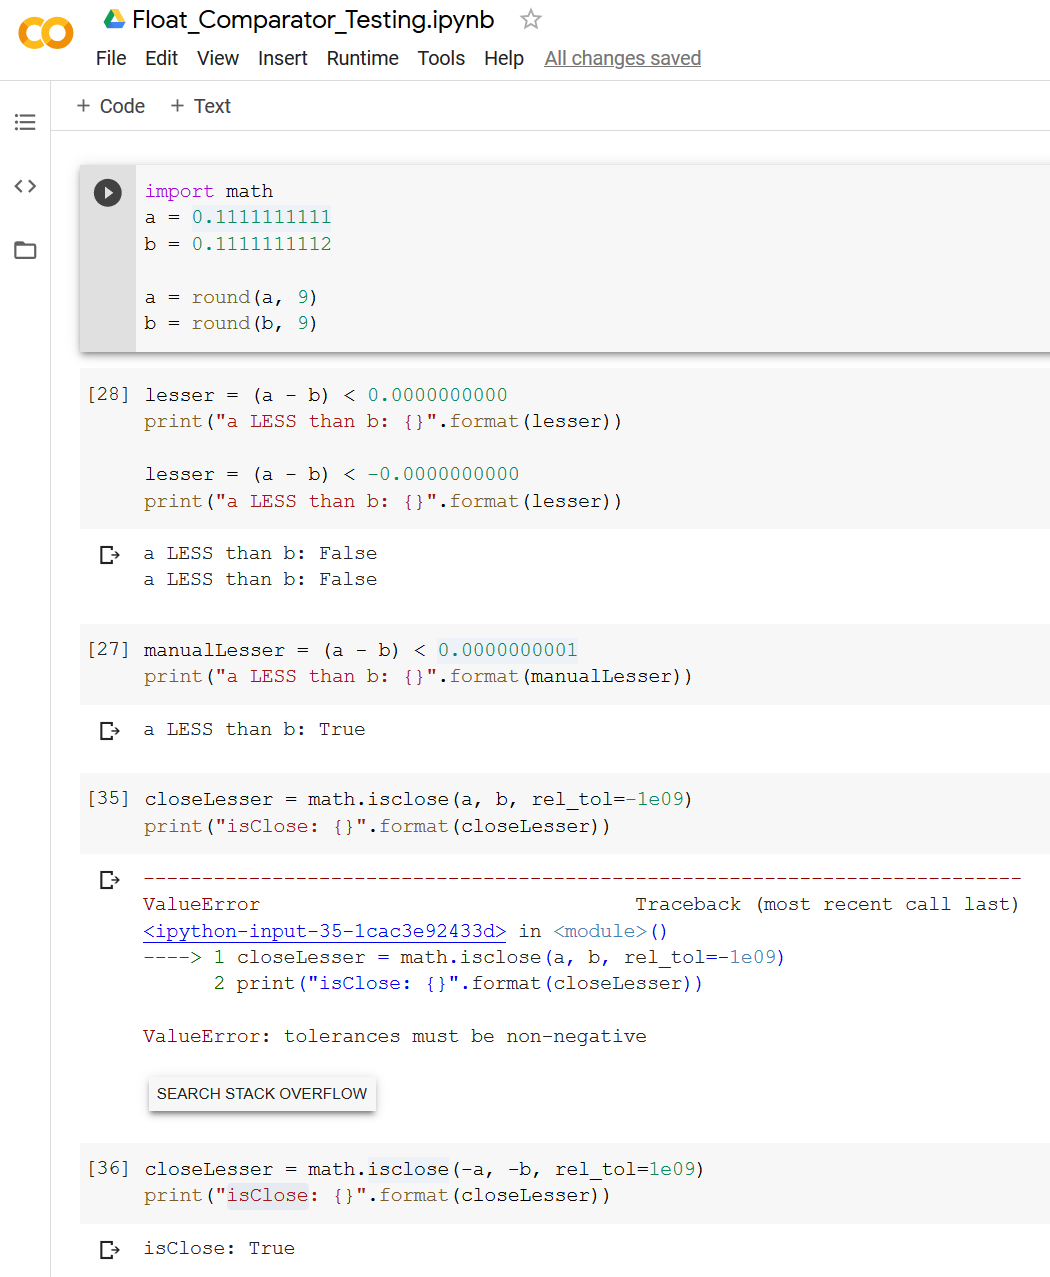 Float_Comparator_Testing.ipynb
File Edit View Insert Runtime Tools Help All changes saved
+ Code + Text
import math
a = 0.1111111111
b = 0.1111111112
a = round(a, 9)
b = round(b, 9)
[28] lesser = (a - b) < 0.0000000000
print("a LESS than b: {}".format(lesser))
lesser = (a - b) < -0.0000000000
print("a LESS than b: {}".format(lesser))
a LESS than b: False
a LESS than b: False
[27] manualLesser = (a - b) < 0.0000000001
print("a LESS than b: {}".format(manualLesser))
a LESS than b: True
[35] closeLesser = math.isclose(a, b, rel_tol=-1e09)
print("isClose: {}".format(closeLesser))
---------------------------------------------------------------------------
ValueError Traceback (most recent call last)
<ipython-input-35-1cac3e92433d> in <module>()
----> 1 closeLesser = math.isclose(a, b, rel_tol=-1e09)
2 print("isClose: {}".format(closeLesser))
ValueError: tolerances must be non-negative
SEARCH STACK OVERFLOW
[36] closeLesser = math.isclose(-a, -b, rel_tol=1e09)
print("isClose: {}".format(closeLesser))
isClose: True